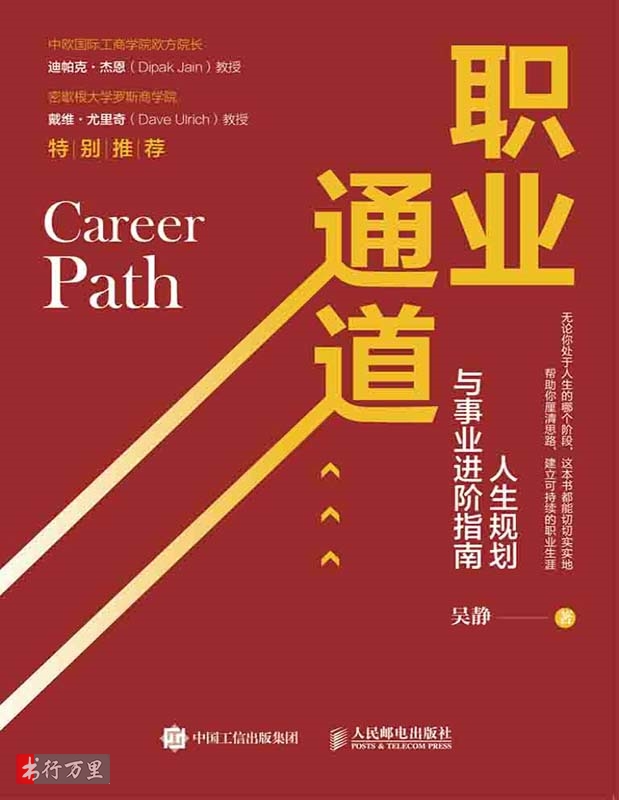 中欧国际工商学院欧方院长
迪帕克·杰恩（Dipak Jain）教授
密歇根大学罗斯商学院
戴维·尤里奇（Dave Ulrich）教授
特|别|推|荐
职业
通道
Career
Path
人生规划
与事业进阶指南
无论你处于人生的哪个阶段，这本书都能切切实实地
帮助你厘清思路，建立可持续的职业生涯
吴静
著
中国工信出版集团
人民邮电出版社
POSTS & TELECOM PRESS
书行万里